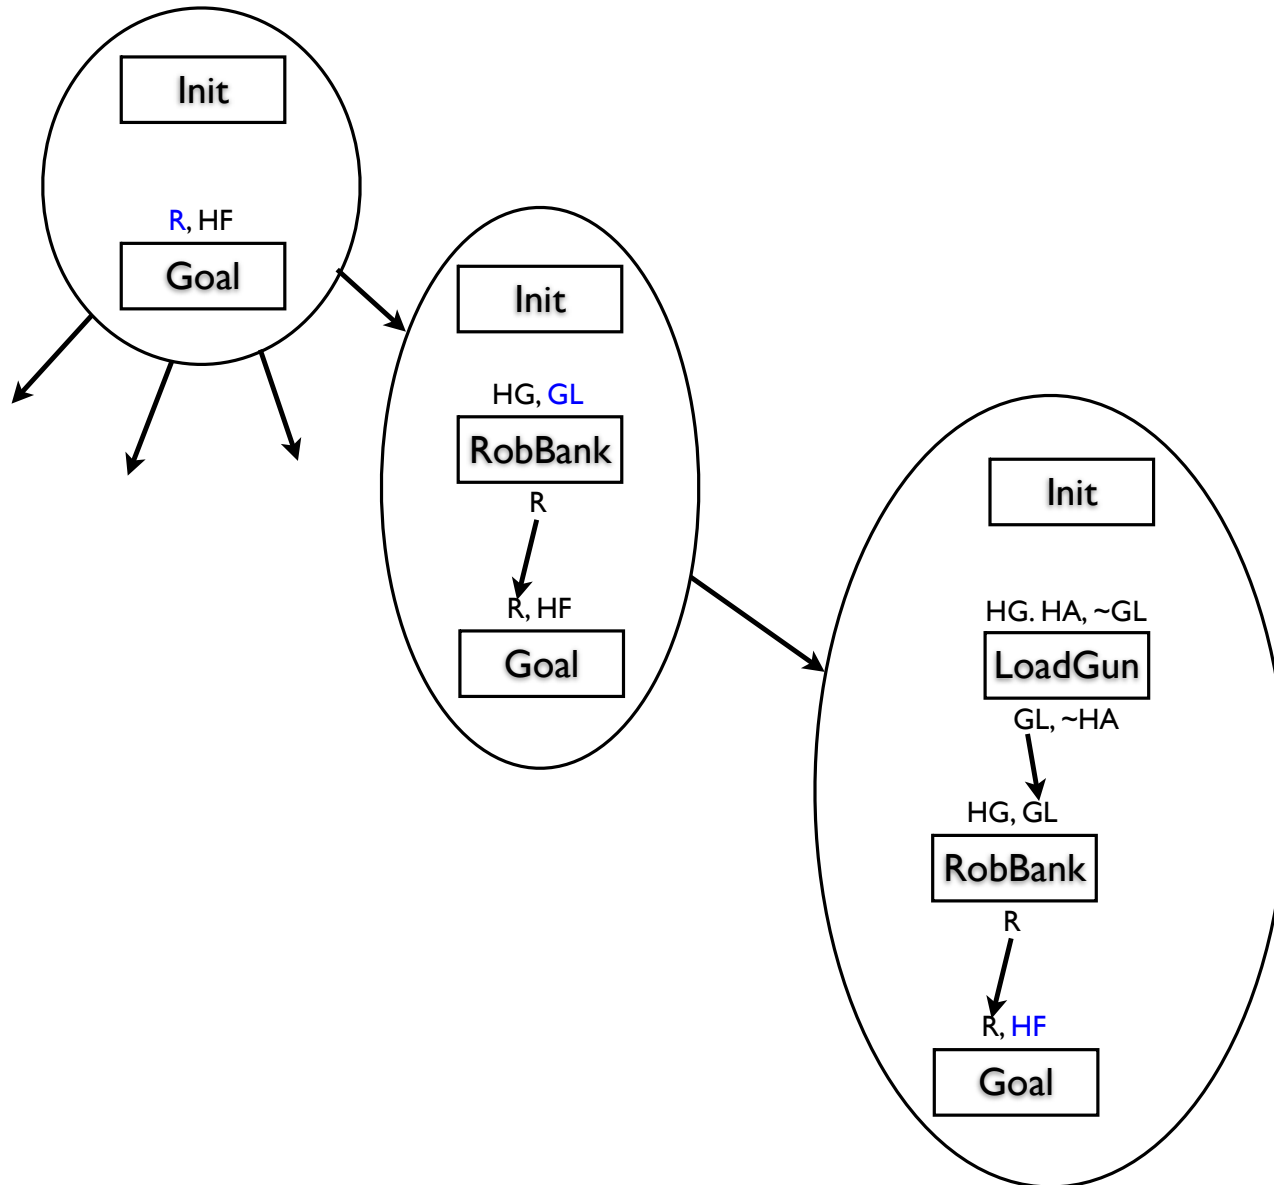 Init
R, HF
Goal
Init
HG, GL
RobBank
R
R, HF
Goal
Init
HG. HA, ~GL
LoadGun
GL, ~HA
HG, GL
RobBank
R
R, HF
Goal